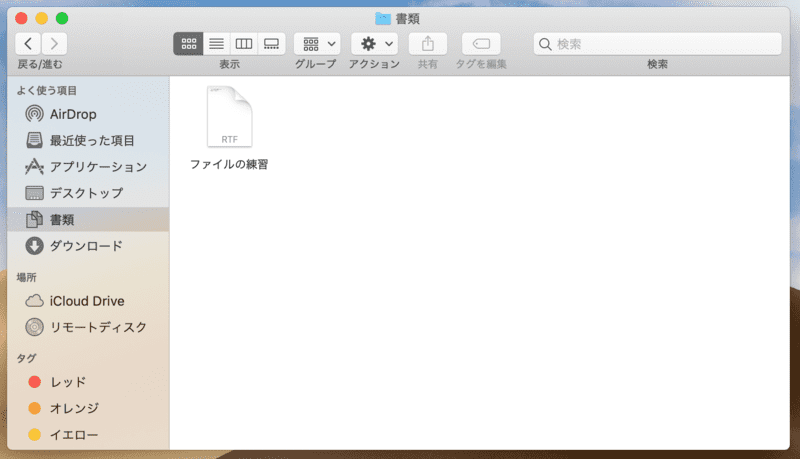 書類
戻る/進む
表示
グループ
アクション
共有
タグを編集
検索
検索
よく使う項目
AirDrop
最近使った項目
アプリケーション
デスクトップ
書類
ダウンロード
場所
iCloud Drive
リモートディスク
タグ
レッド
オレンジ
イエロー
RTF
ファイルの練習